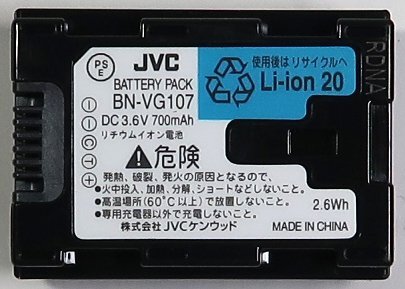 PS
E
JVC
BATTERY PACK
BN-VG107
DC 3.6V 700mAh
リチウムイオン電池
使用後はリサイクルへ
Li-ion 20
RDNA
⚠危険
発熱、破裂、発火の原因となるので、
●火中投入、加熱、分解、ショートなどしないこと。
●高温場所(60℃以上)で使用、放置しないこと。
●専用充電器以外で充電しないこと。
2.6Wh
株式会社JVCケンウッド
MADE IN CHINA